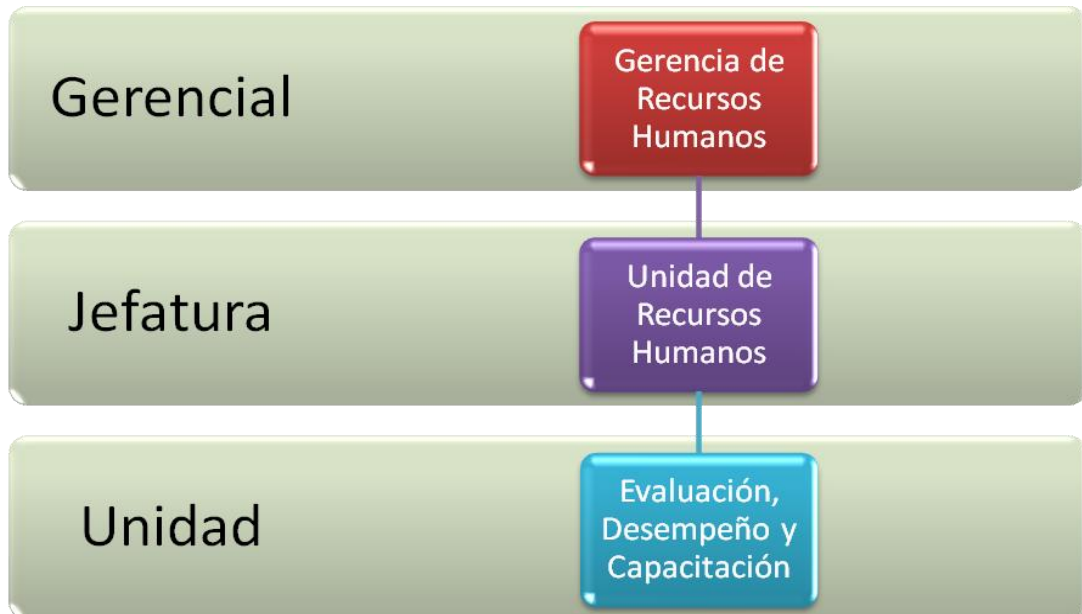 Gerencial
Gerencia de
Recursos
Humanos
Jefatura
Unidad de
Recursos
Humanos
Unidad
Evaluación,
Desempeño y
Capacitación